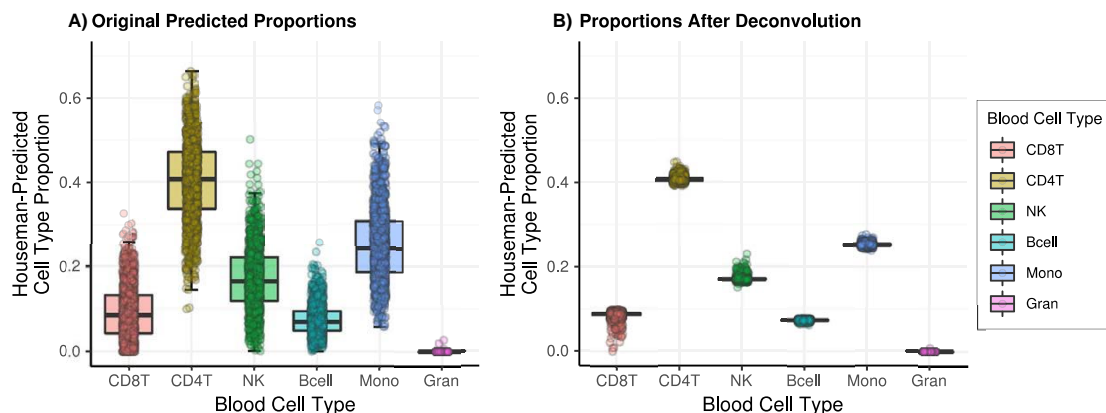 A) Original Predicted Proportions
Houseman-Predicted
Cell Type Proportion
0.6
0.4
0.2
0.0
CD8T CD4T NK Bcell Mono Gran
Blood Cell Type
B) Proportions After Deconvolution
Houseman-Predicted
Cell Type Proportion
0.6
0.4
0.2
0.0
CD8T CD4T NK Bcell Mono Gran
Blood Cell Type
Blood Cell Type
CD8T
CD4T
NK
Bcell
Mono
Gran